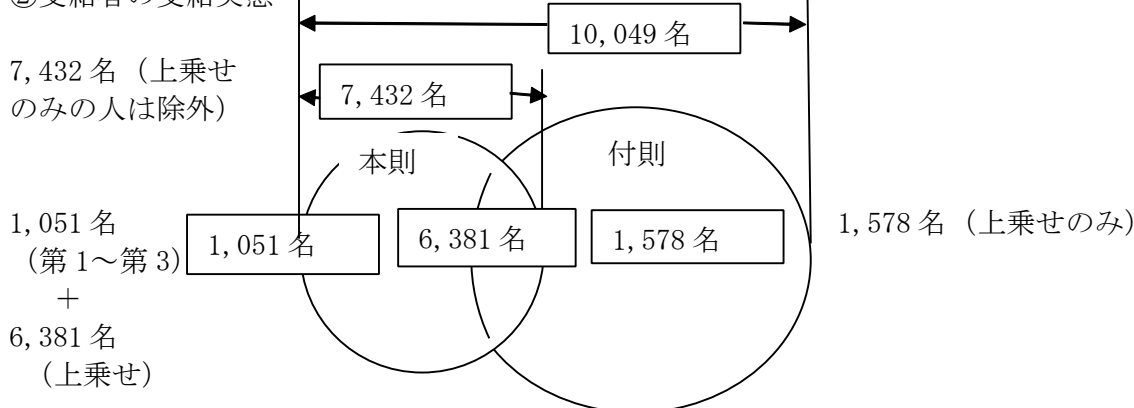 ②受給者の受給実態
10,049 名
7,432 名（上乗せ
のみの人は除外）
7,432 名
本則
付則
1,051 名
（第 1～第 3）
＋
6,381 名
（上乗せ）
1,051 名
6,381 名
1,578 名
1,578 名（上乗せのみ）